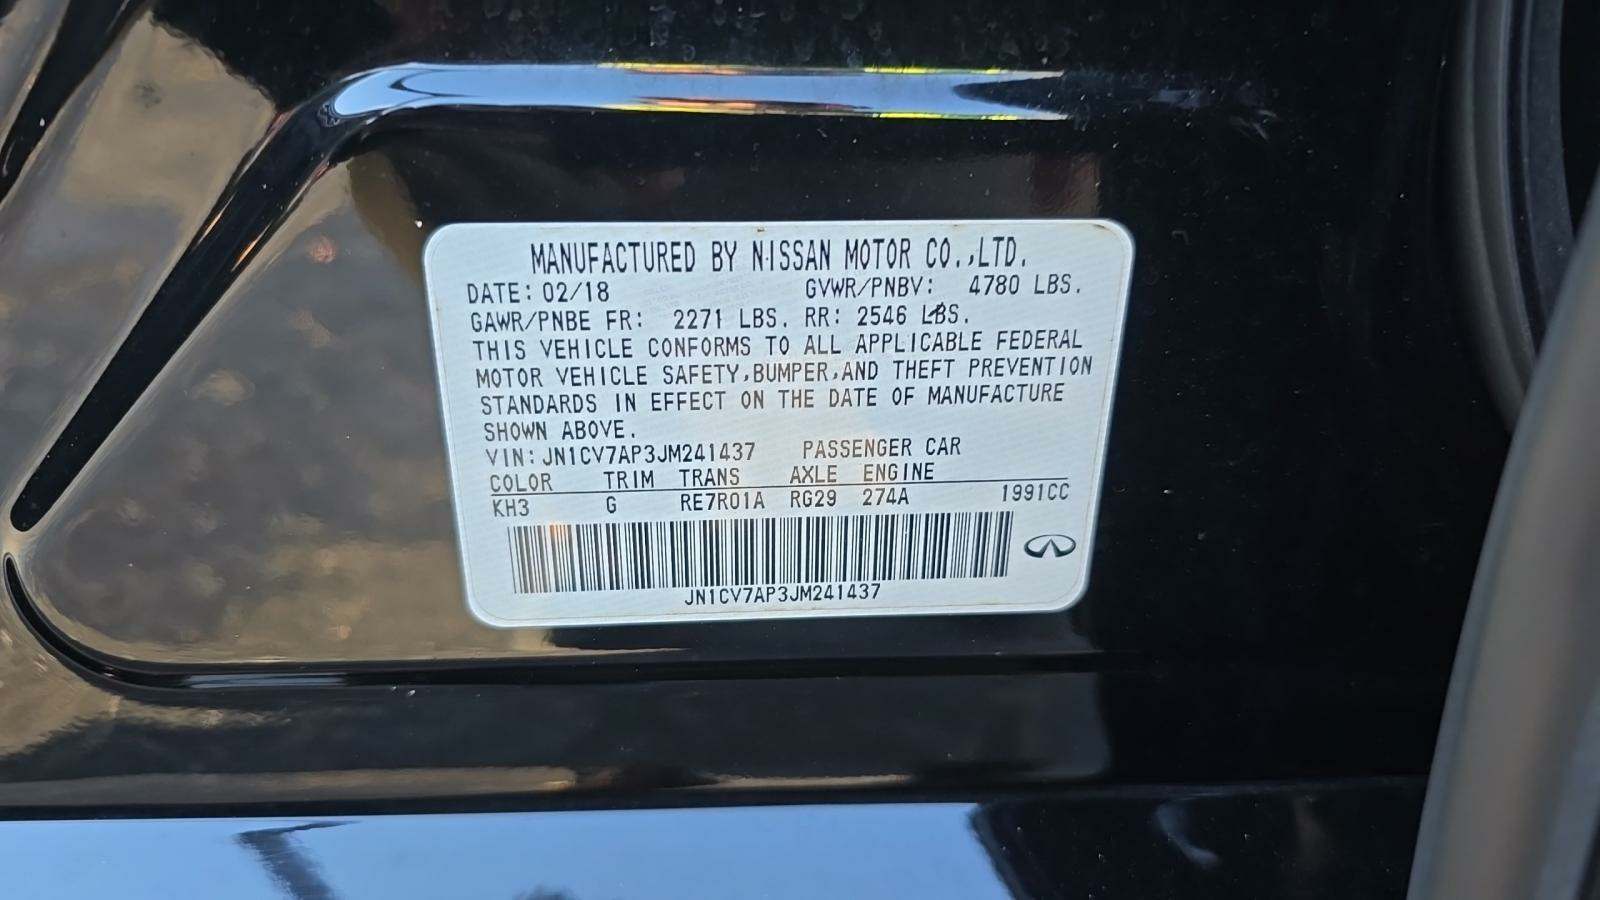 MANUFACTURED BY NISSAN MOTOR CO.,LTD.
DATE: 02/18 GVWR/PNBV: 4780 LBS.
GAWR/PNBE FR: 2271 LBS. RR: 2546 LBS.
THIS VEHICLE CONFORMS TO ALL APPLICABLE FEDERAL
MOTOR VEHICLE SAFETY,BUMPER,AND THEFT PREVENTION
STANDARDS IN EFFECT ON THE DATE OF MANUFACTURE
SHOWN ABOVE.
VIN:JN1CV7AP3JM241437 PASSENGER CAR
COLOR TRIM TRANS AXLE ENGINE
KH3 G RE7R01A RG29 274A 1991CC
JN1CV7AP3JM241437